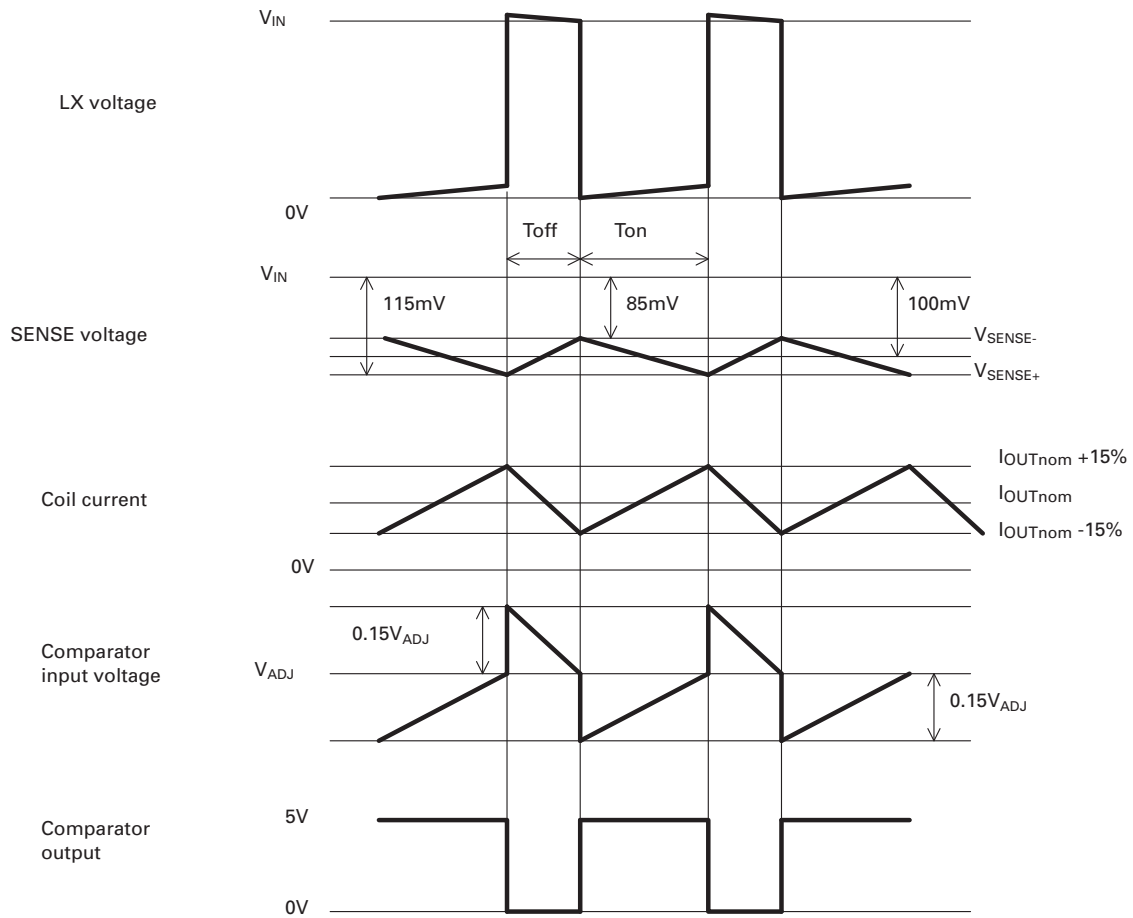 VIN
LX voltage
0V
Toff
Ton
VIN
115mV
85mV
100mV
SENSE voltage
VSENSE-
VSENSE+
IOUTnom +15%
Coil current
IOUTnom
IOUTnom -15%
0V
0.15VADJ
Comparator
input voltage
VADJ
0.15VADJ
5V
Comparator
output
0V